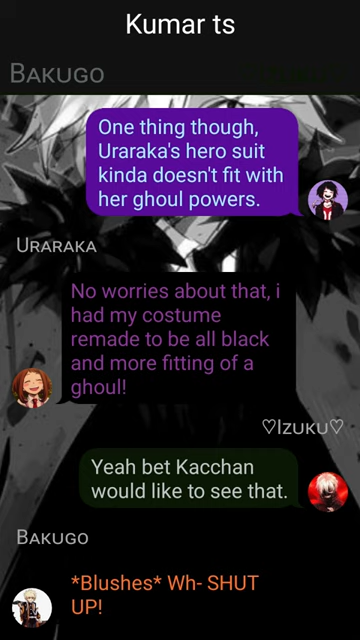 Kumar ts
Bakugo
One thing though,
Uraraka's hero suit
kinda doesn't fit with
her ghoul powers.
Uraraka
No worries about that, i
had my costume
remade to be all black
and more fitting of a
ghoul!
♡Izuku♡
Yeah bet Kacchan
would like to see that.
Bakugo
*Blushes* Wh- SHUT
UP!